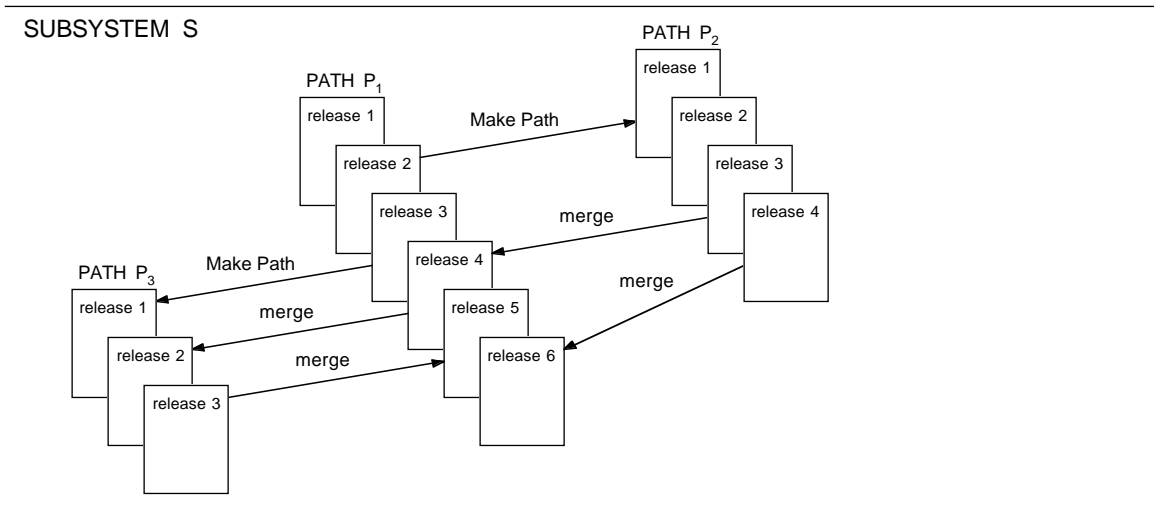 SUBSYSTEM S
PATH P2
release 1
release 2
release 3
release 4
PATH P1
release 1
release 2
release 3
release 4
release 5
release 6
PATH P3
release 1
release 2
release 3
Make Path
merge
Make Path
merge
merge
merge